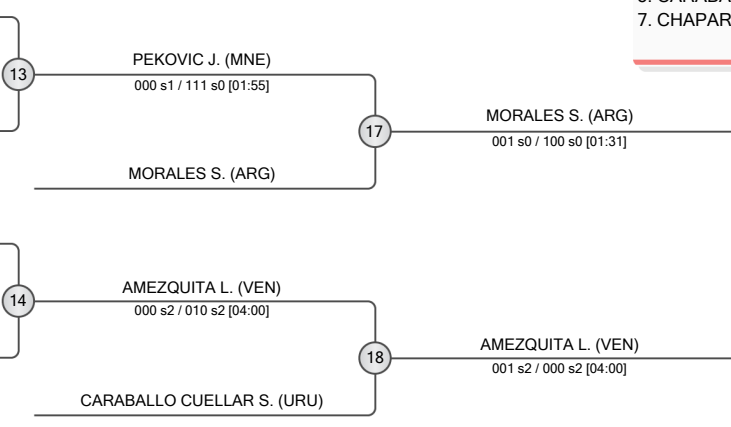 7. CHAPAR
13
PEKOVIC J. (MNE)
000 s1 / 111 s0 [01:55]
17
MORALES S. (ARG)
001 s0 / 100 s0 [01:31]
MORALES S. (ARG)
14
AMEZQUITA L. (VEN)
000 s2 / 010 s2 [04:00]
18
AMEZQUITA L. (VEN)
001 s2 / 000 s2 [04:00]
CARABALLO CUELLAR S. (URU)